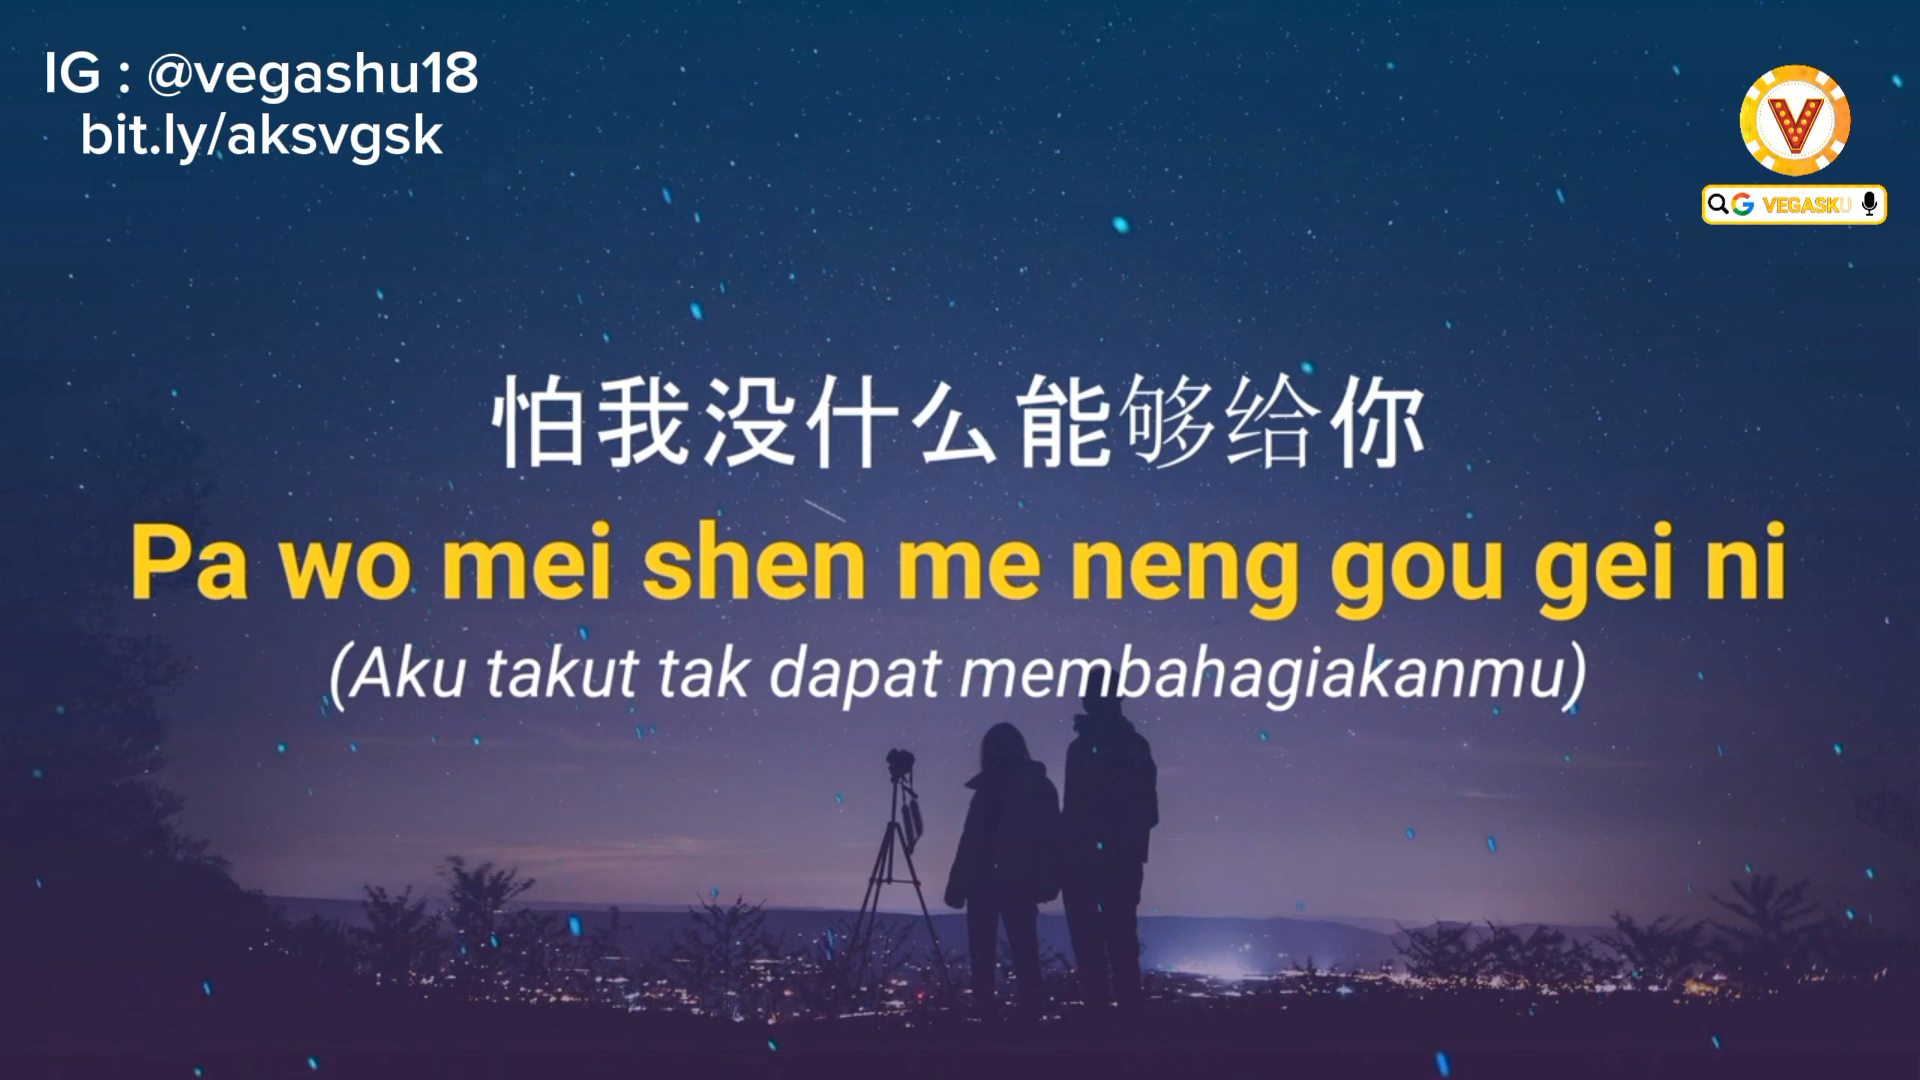 IG : @vegashu18
bit.ly/aksvgsk
V
VEGASKU
怕我没什么能够给你
Pa wo mei shen me neng gou gei ni
(Aku takut tak dapat membahagiakanmu)